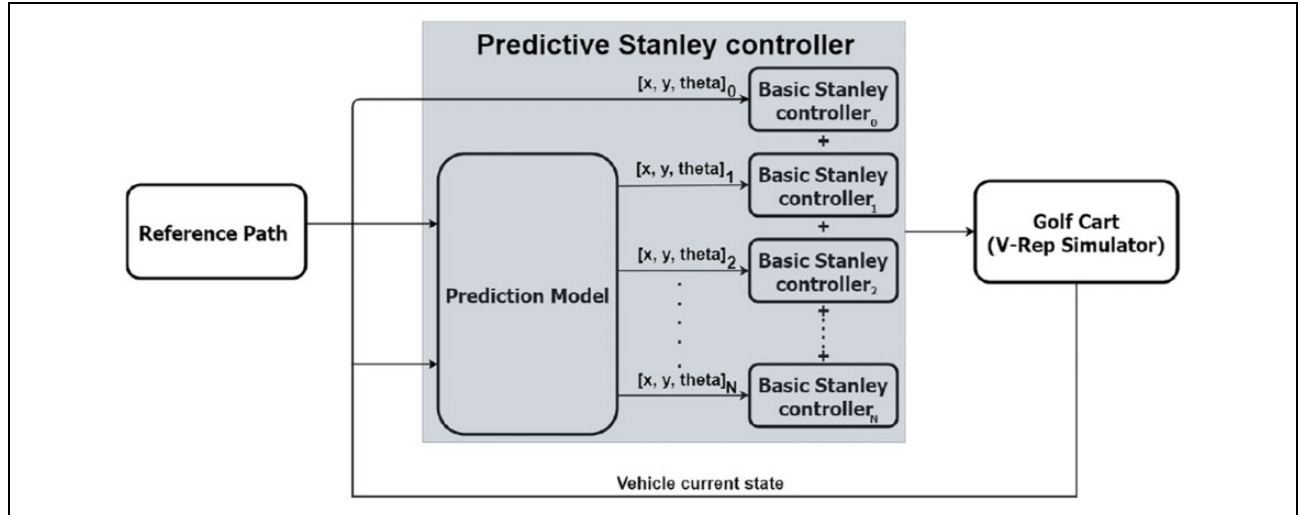 Predictive Stanley controller
[x, y, theta]0
Basic Stanley
controller0
+
[x, y, theta]1
Basic Stanley
controller1
+
[x, y, theta]2
Basic Stanley
controller2
+
+
[x, y, theta]N
Basic Stanley
controllerN
Reference Path
Prediction Model
Golf Cart
(V-Rep Simulator)
Vehicle current state